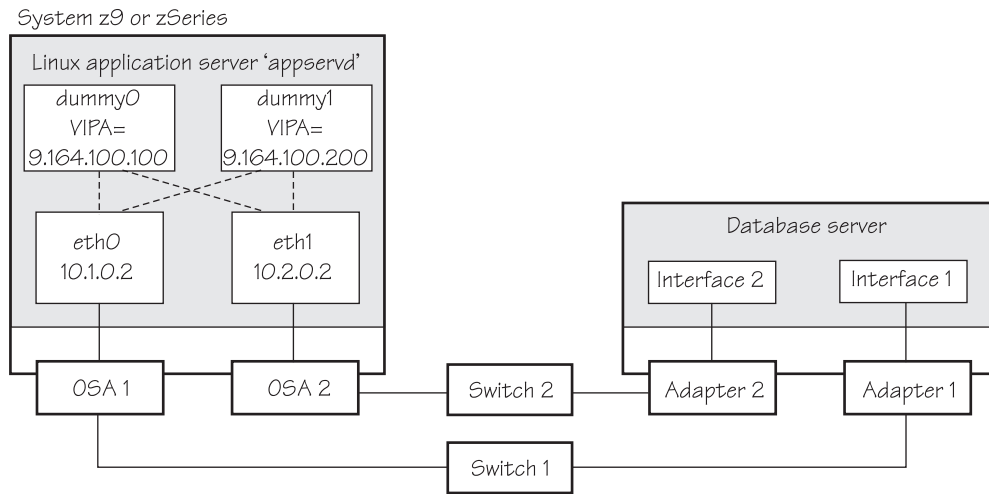 System z9 or zSeries
Linux application server ‘appservd’
dummy0
VIPA=
9.164.100.100
dummy1
VIPA=
9.164.100.200
eth0
10.1.0.2
eth1
10.2.0.2
Database server
Interface 2
Interface 1
OSA 1
OSA 2
Switch 2
Adapter 2
Adapter 1
Switch 1